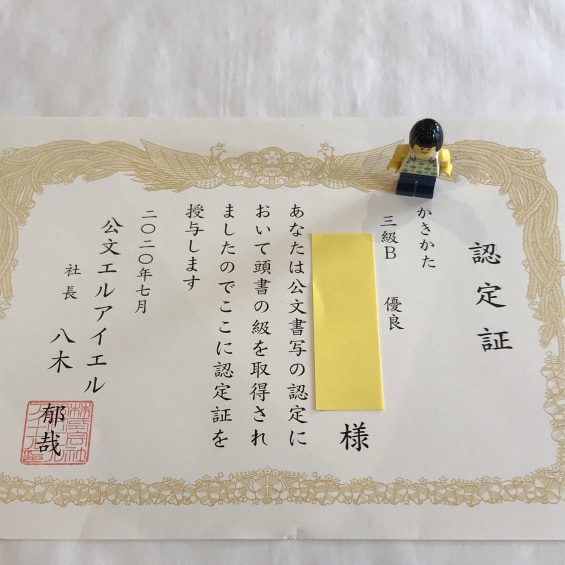 認定証
かきかた
三級B 優良
様
あなたは公文書写の認定に
おいて頭書の級を取得され
ましたのでここに認定証を
授与します
二〇二〇年七月
公文エルアイエル
社長 八木 郁哉